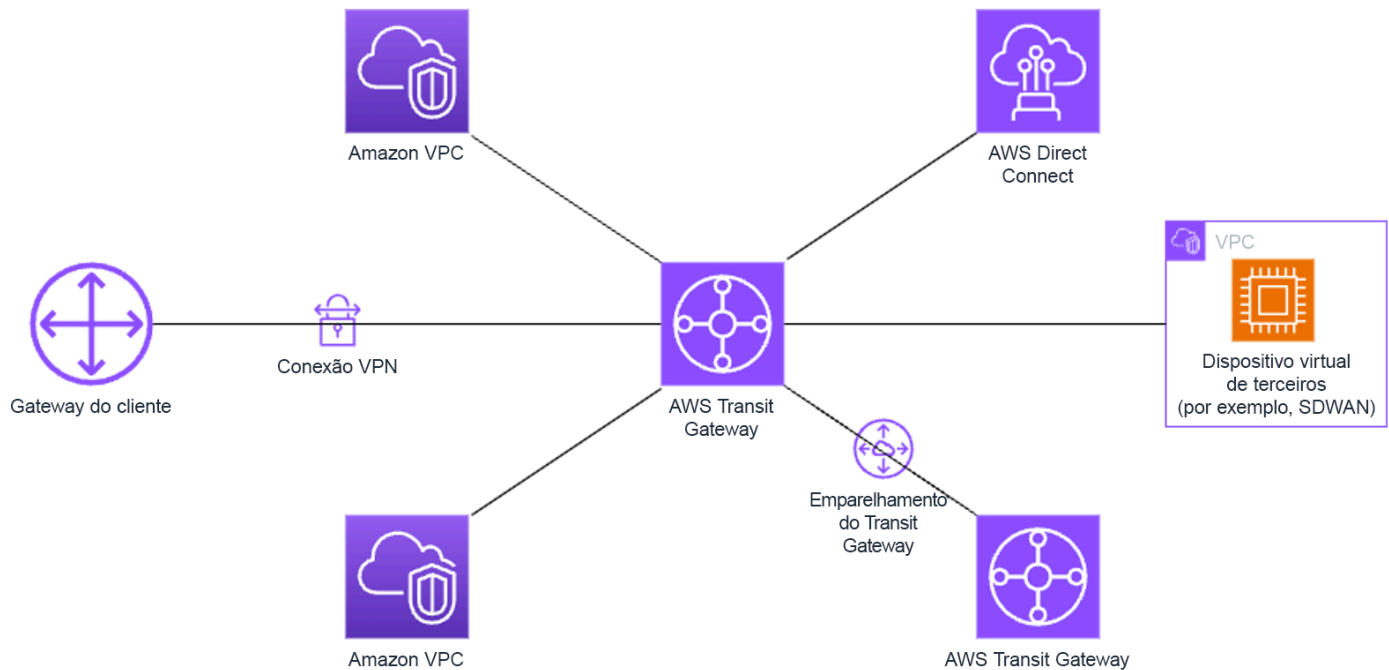 Amazon VPC
AWS Direct
Connect
VPC
Dispositivo virtual
de terceiros
(por exemplo, SDWAN)
Conexão VPN
Gateway do cliente
AWS Transit
Gateway
Emparelhamento
do Transit
Gateway
Amazon VPC
AWS Transit Gateway